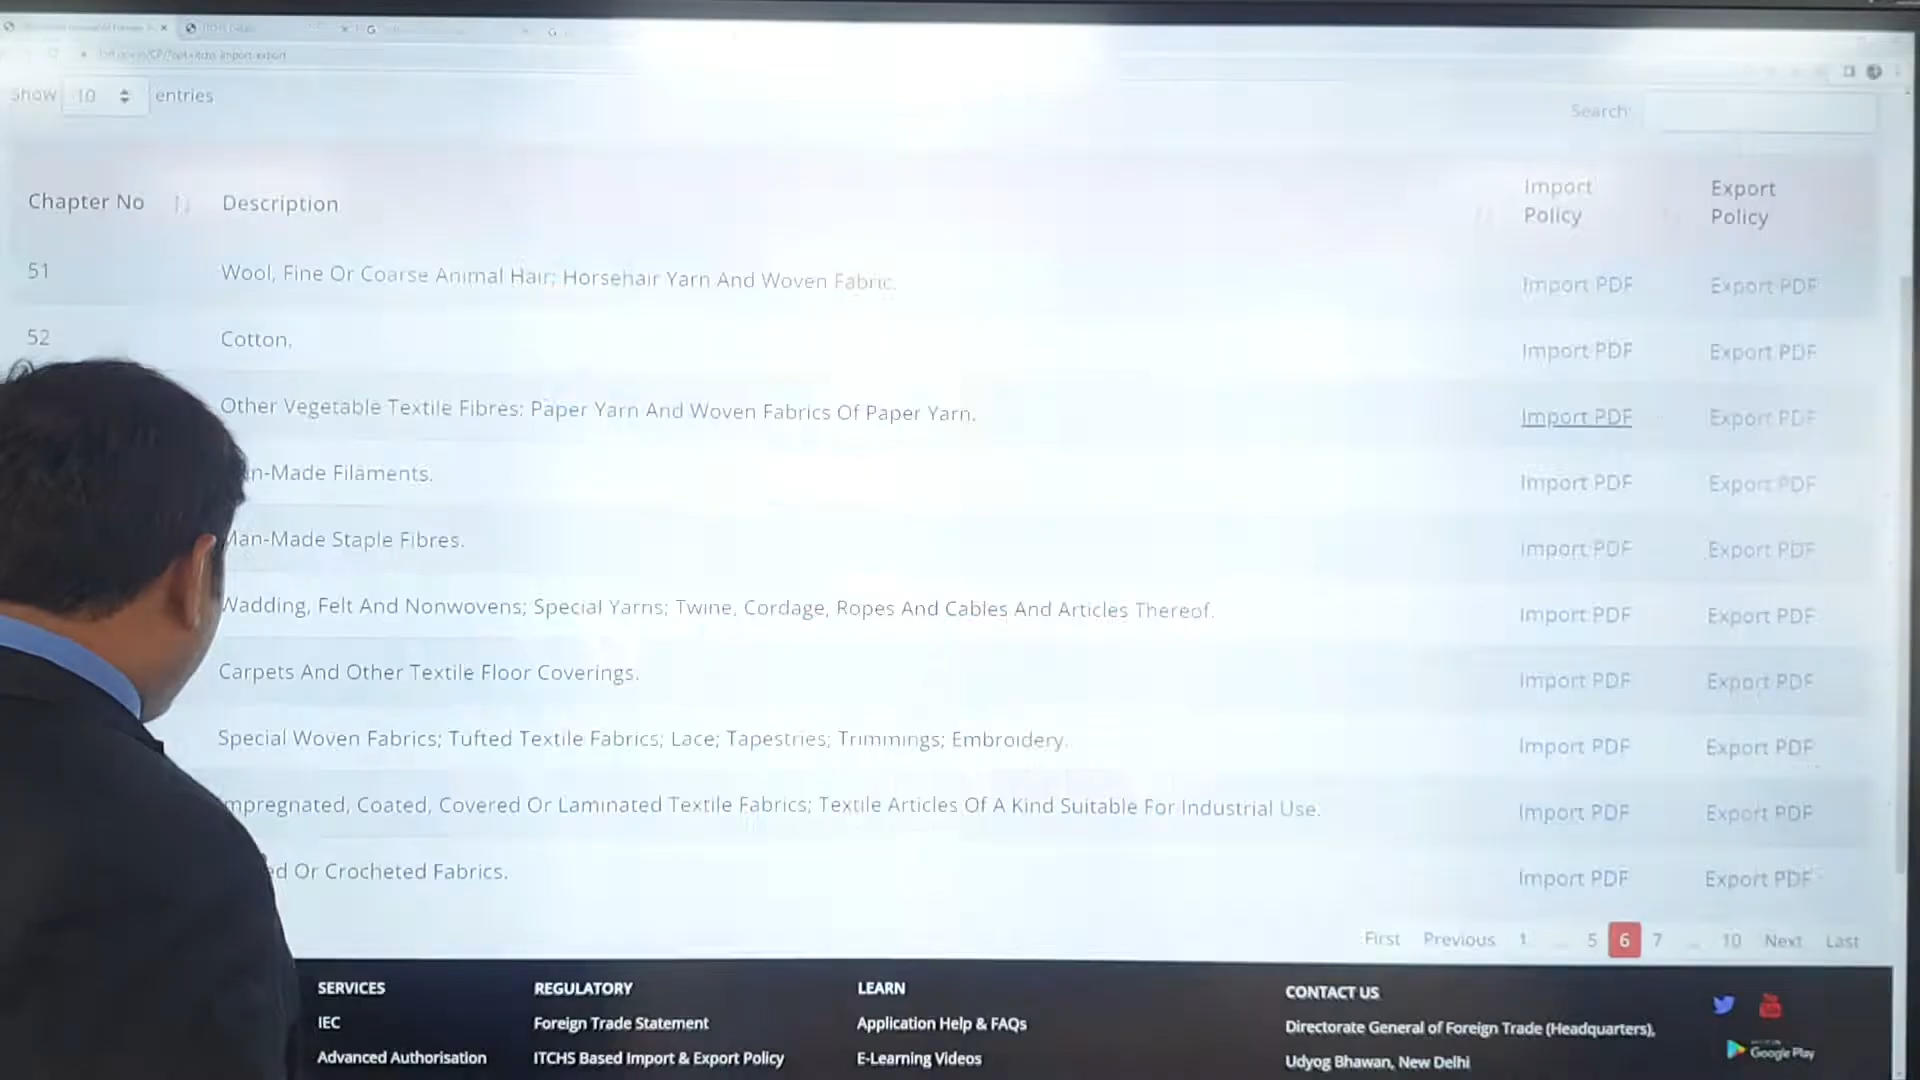 Show 10 entries
Search:
Chapter No Description Import Policy Export Policy
51 Wool, Fine Or Coarse Animal Hair; Horsehair Yarn And Woven Fabric. Import PDF Export PDF
52 Cotton. Import PDF Export PDF
Other Vegetable Textile Fibres; Paper Yarn And Woven Fabrics Of Paper Yarn. Import PDF Export PDF
n-Made Filaments. Import PDF Export PDF
Man-Made Staple Fibres. Import PDF Export PDF
Wadding, Felt And Nonwovens; Special Yarns; Twine, Cordage, Ropes And Cables And Articles Thereof. Import PDF Export PDF
Carpets And Other Textile Floor Coverings. Import PDF Export PDF
Special Woven Fabrics; Tufted Textile Fabrics; Lace; Tapestries; Trimmings; Embroidery. Import PDF Export PDF
mpregnated, Coated, Covered Or Laminated Textile Fabrics; Textile Articles Of A Kind Suitable For Industrial Use. Import PDF Export PDF
ed Or Crocheted Fabrics. Import PDF Export PDF
First Previous 1 ... 5 6 7 ... 10 Next Last
SERVICES REGULATORY LEARN CONTACT US
IEC Foreign Trade Statement Application Help & FAQs Directorate General of Foreign Trade (Headquarters),
Advanced Authorisation ITCHS Based Import & Export Policy E-Learning Videos Udyog Bhawan, New Delhi
Google Play